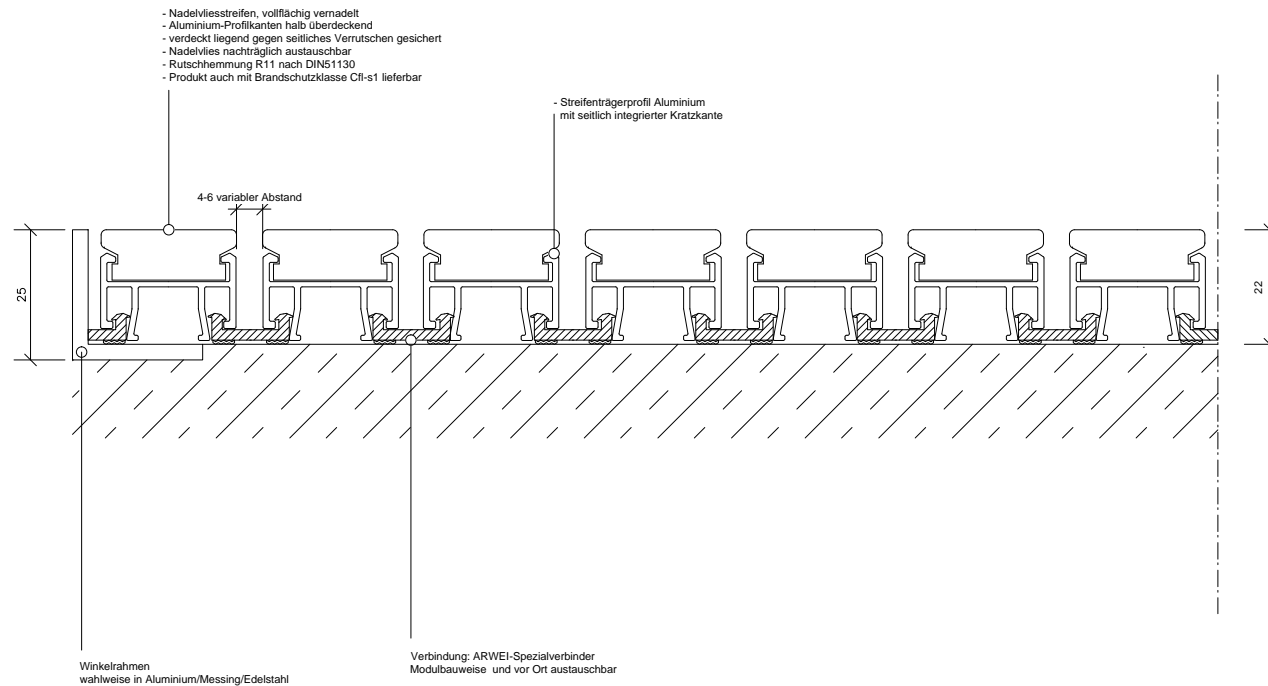 - Nadelvliesstreifen, vollflächig vernadelt
- Aluminium-Profilkanten halb überdeckend
- verdeckt liegend gegen seitliches Verrutschen gesichert
- Nadelvlies nachträglich austauschbar
- Rutschhemmung R11 nach DIN51130
- Produkt auch mit Brandschutzklasse Cfl-s1 lieferbar
- Streifenträgerprofil Aluminium
mit seitlich integrierter Kratzkante
4-6 variabler Abstand
25
22
Winkelrahmen
wahlweise in Aluminium/Messing/Edelstahl
Verbindung: ARWEI-Spezialverbinder
Modulbauweise und vor Ort austauschbar